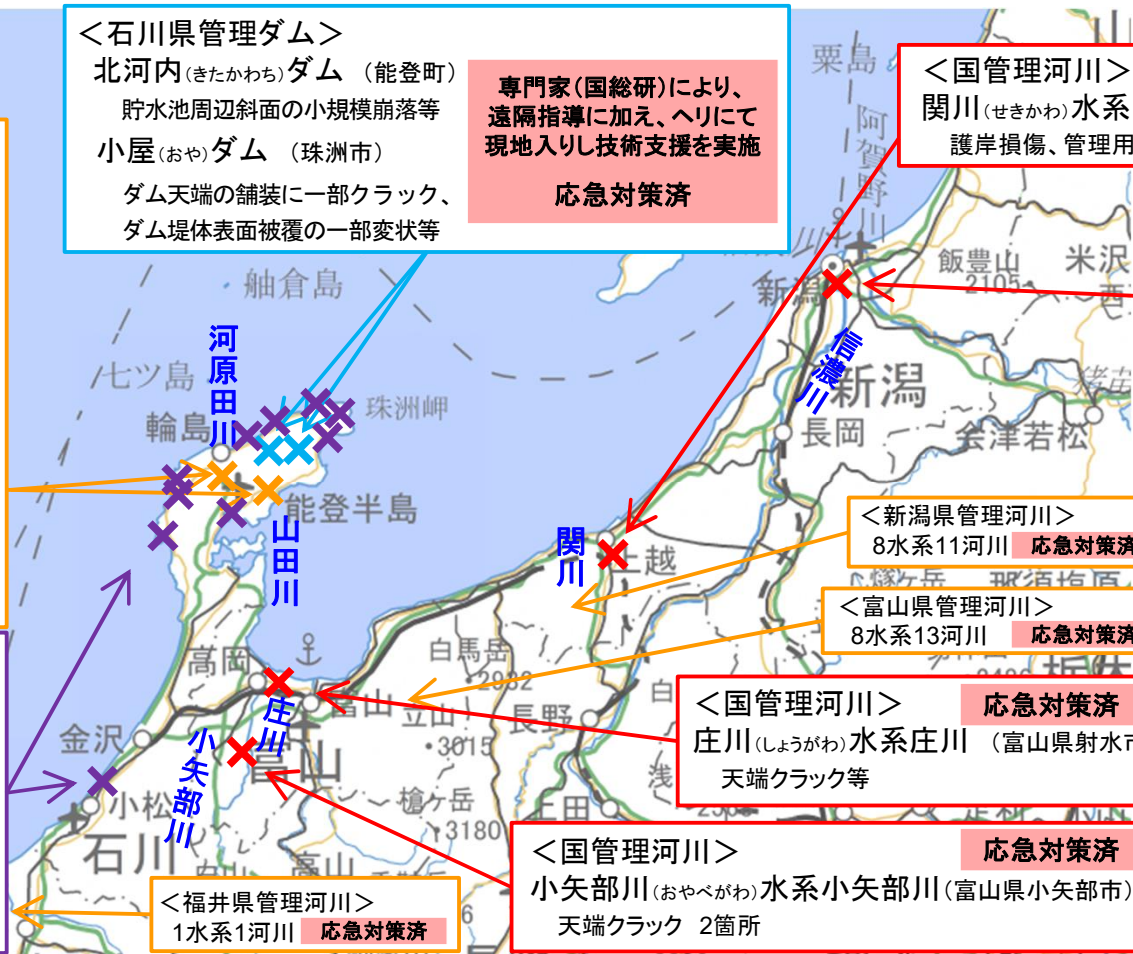 ＜石川県管理ダム＞
北河内(きたかわち)ダム （能登町）
貯水池周辺斜面の小規模崩落等
小屋(おや)ダム （珠洲市）
ダム天端の舗装に一部クラック、
ダム堤体表面被覆の一部変状等
専門家(国総研)により、
遠隔指導に加え、ヘリにて
現地入りし技術支援を実施
応急対策済
＜国管理河川＞
関川(せきかわ)水系
護岸損傷、管理用
粟島
阿賀野川
飯豊山
2105
米沢
新潟
信濃川
新潟
長岡
会津若松
舳倉島
七ツ島
河原田川
輪島
珠洲岬
能登半島
山田川
関川
上越
＜新潟県管理河川＞
8水系11河川 応急対策済
那須塩原
＜富山県管理河川＞
8水系13河川 応急対策済
白馬岳
2932
高岡
庄川
富山
立山
3015
長野
金沢
小矢部川
富山
小松
石川
槍ヶ岳
3180
上田
高山
白山
＜国管理河川＞ 応急対策済
庄川(しょうがわ)水系庄川 （富山県射水市
天端クラック等
＜国管理河川＞ 応急対策済
小矢部川(おやべがわ)水系小矢部川(富山県小矢部市)
天端クラック 2箇所
＜福井県管理河川＞
1水系1河川 応急対策済